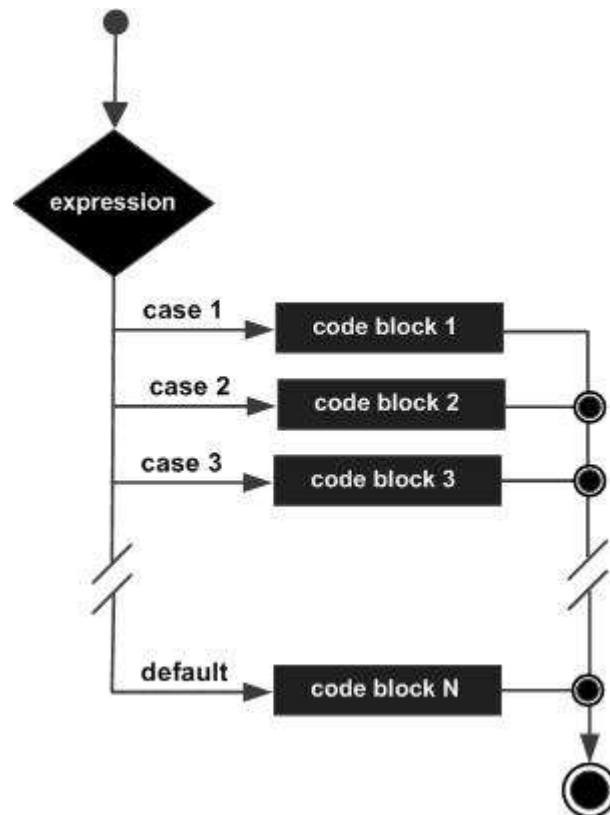 expression
case 1
code block 1
case 2
code block 2
case 3
code block 3
default
code block N